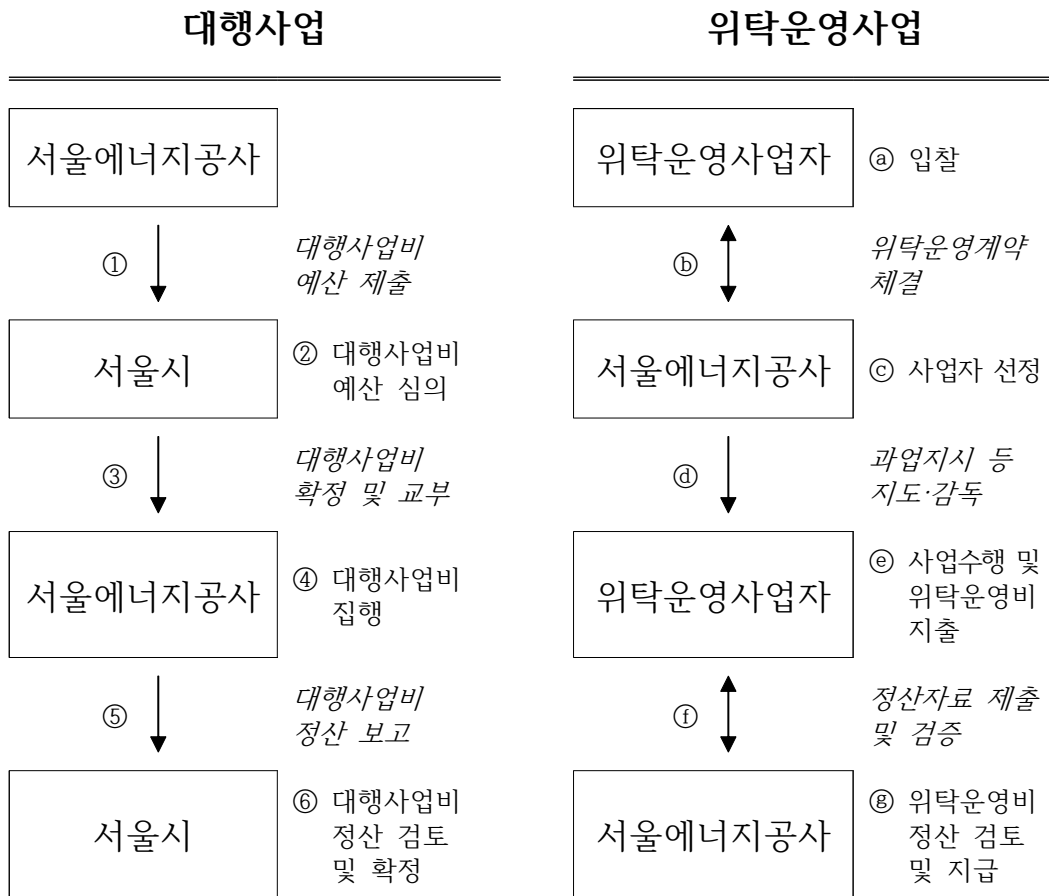 대행사업
서울에너지공사
①
대행사업비
예산 제출
서울시
② 대행사업비
예산 심의
③
대행사업비
확정 및 교부
서울에너지공사
④ 대행사업비
집행
⑤
대행사업비
정산 보고
서울시
⑥ 대행사업비
정산 검토
및 확정
위탁운영사업
위탁운영사업자
ⓐ 입찰
ⓑ
위탁운영계약
체결
서울에너지공사
ⓒ 사업자 선정
ⓓ
과업지시 등
지도·감독
위탁운영사업자
ⓔ 사업수행 및
위탁운영비
지출
ⓕ
정산자료 제출
및 검증
서울에너지공사
ⓖ 위탁운영비
정산 검토
및 지급